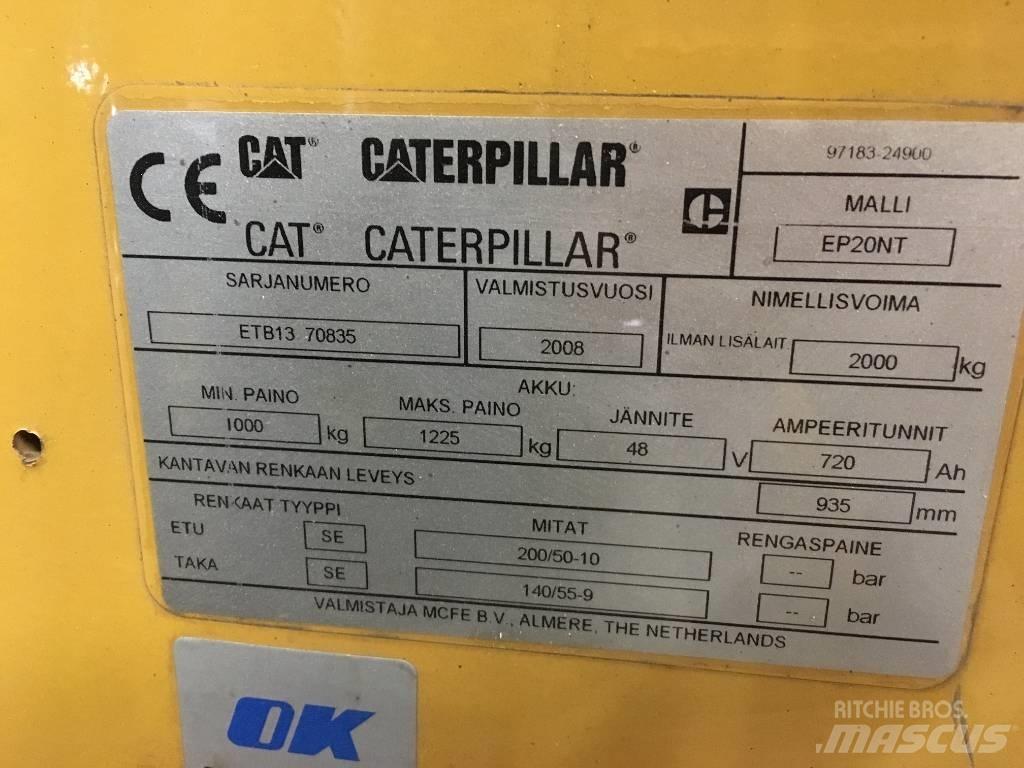 CE CAT® CATERPILLAR®
CAT® CATERPILLAR®
97183-24900
MALLI
EP20NT
SARJANUMERO
ETB13 70835
VALMISTUSVUOSI
2008
NIMELLISVOIMA
ILMAN LISÄLAIT 2000 kg
AKKU:
MIN. PAINO MAKS. PAINO JÄNNITE AMPEERITUNNIT
1000 kg 1225 kg 48 V 720 Ah
KANTAVAN RENKAAN LEVEYS 935 mm
RENKAAT TYYPPI MITAT RENGASPAINE
ETU SE 200/50-10 -- bar
TAKA SE 140/55-9 -- bar
VALMISTAJA MCFE B.V., ALMERE, THE NETHERLANDS
OK
RITCHIE BROS.
MASCUS